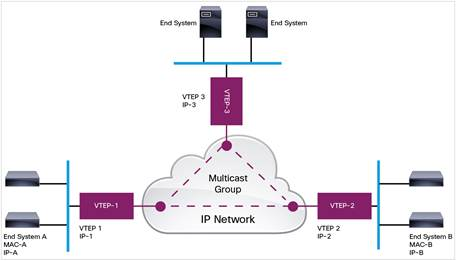 End System
End System
VTEP 3
IP-3
VTEP-3
Multicast
Group
IP Network
VTEP-1
VTEP 1
IP-1
End System A
MAC-A
IP-A
VTEP-2
VTEP 2
IP-2
End System B
MAC-B
IP-B